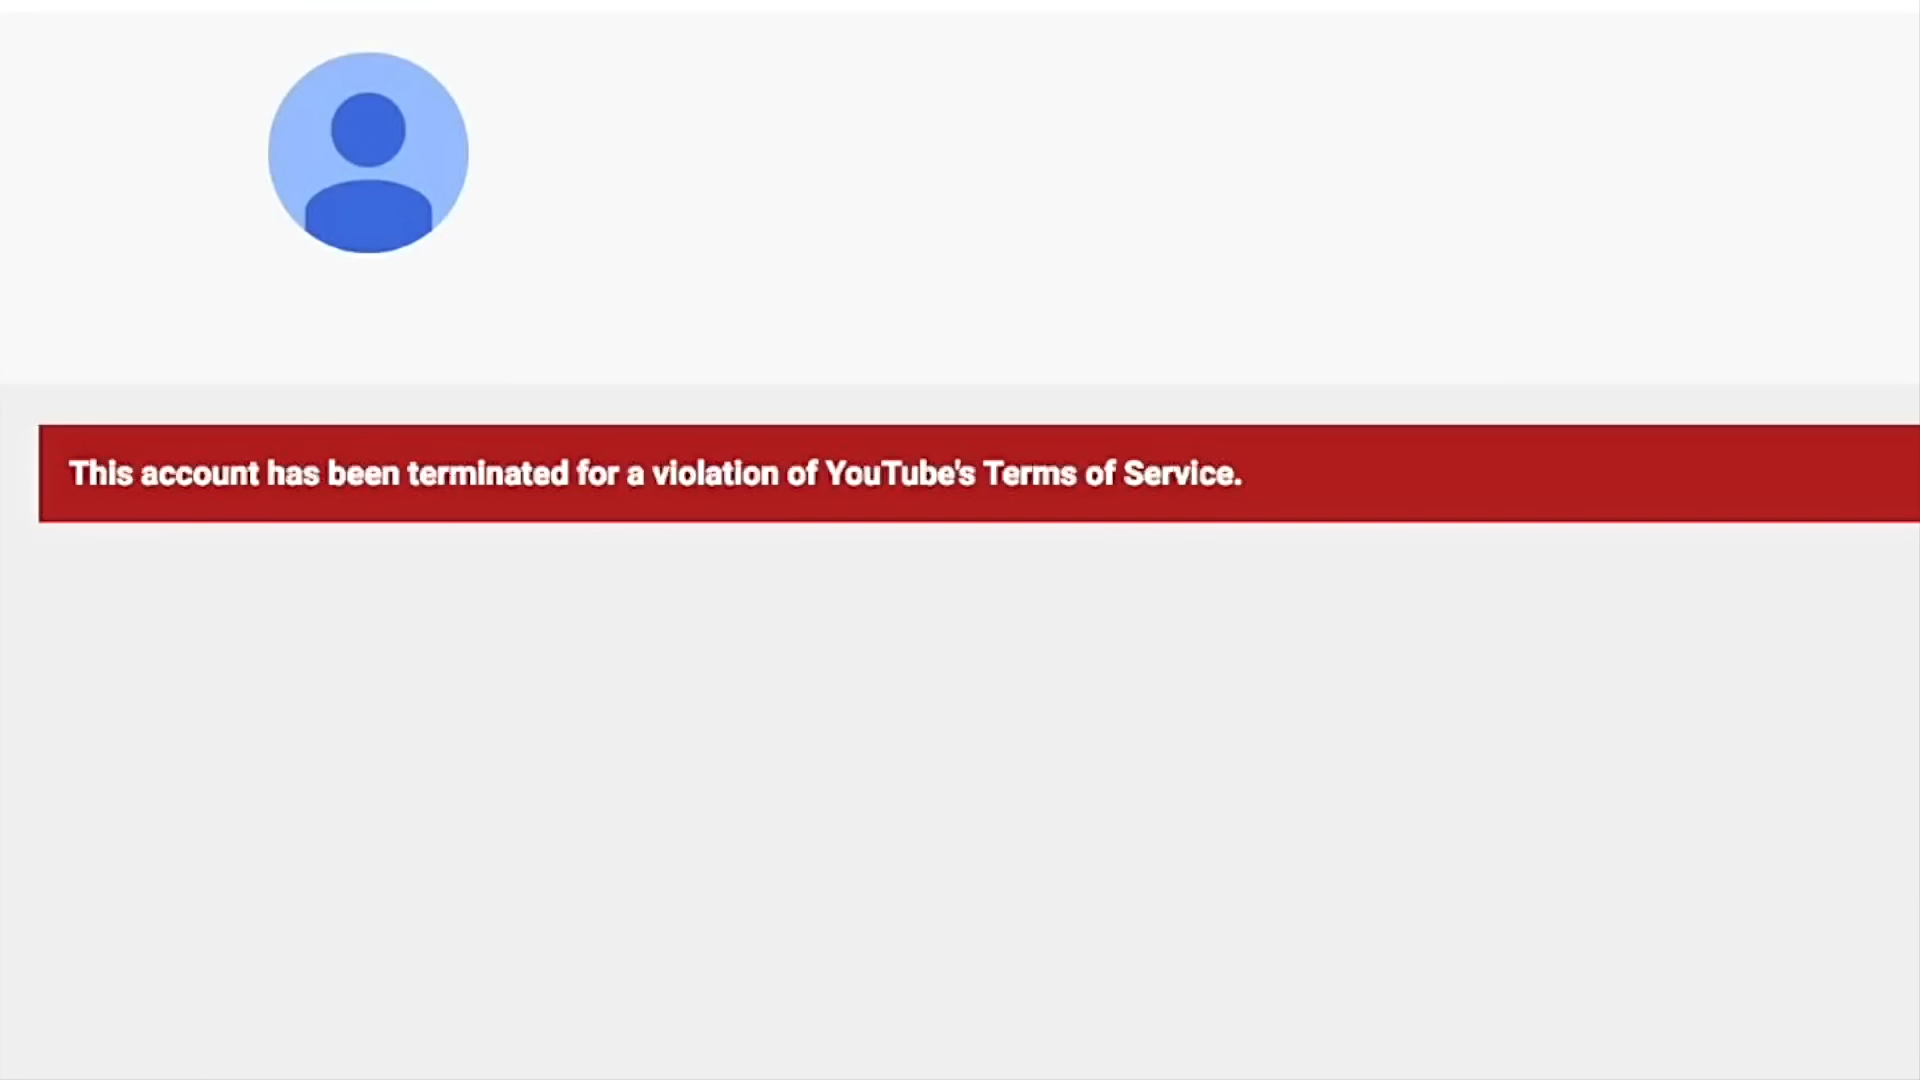 This account has been terminated for a violation of YouTube's Terms of Service.